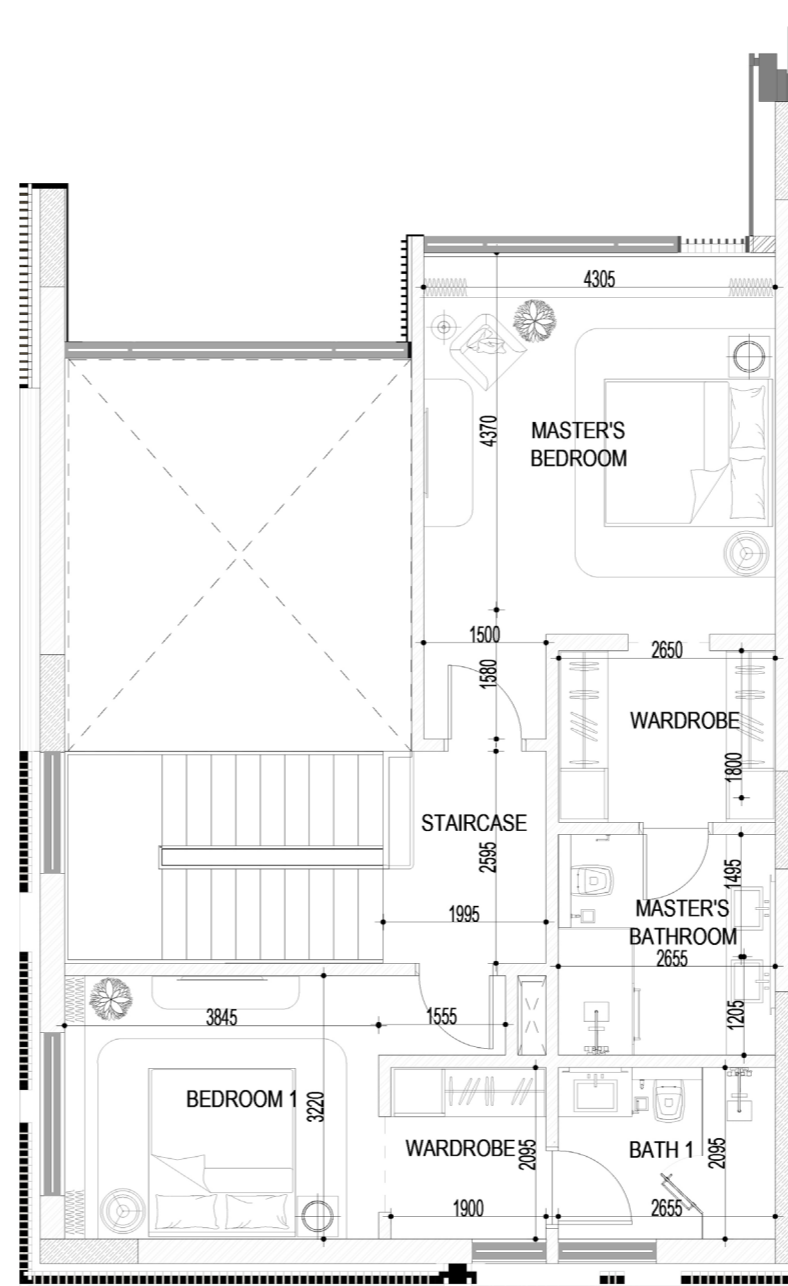 4305
4370
MASTER'S
BEDROOM
1500
1580
2650
WARDROBE
1800
STAIRCASE
2595
1995
1495
MASTER'S
BATHROOM
2655
1205
3845
1555
BEDROOM 1
3220
WARDROBE
2095
1900
BATH 1
2095
2655